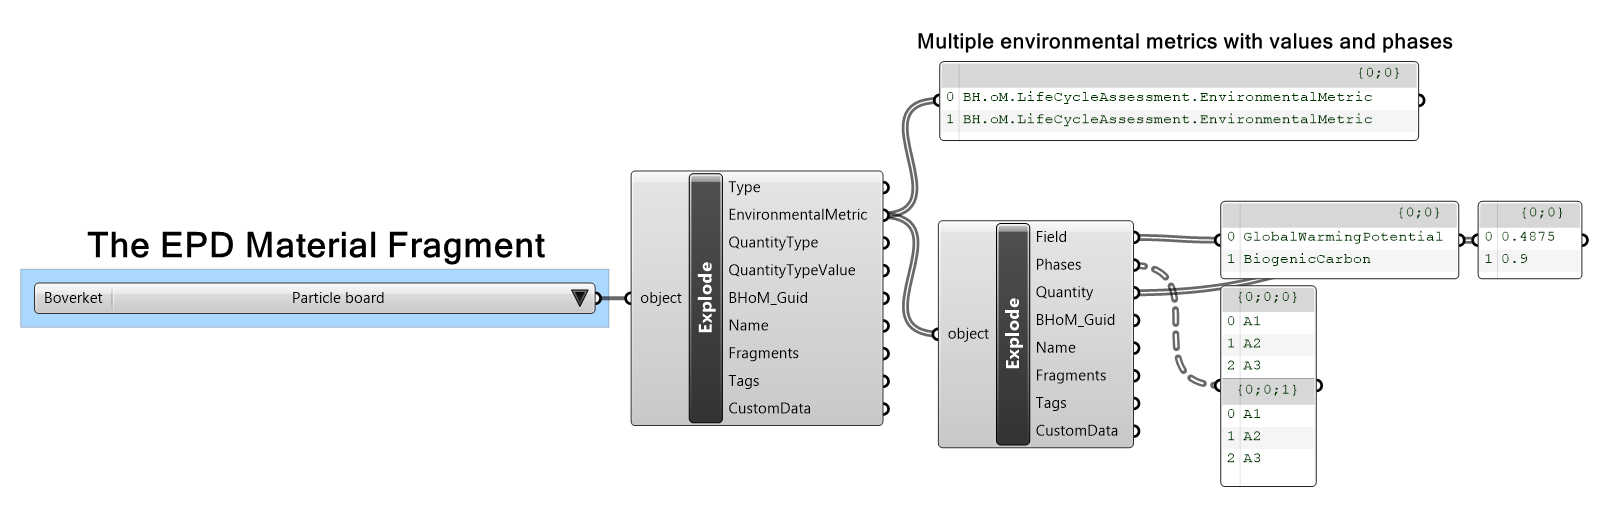 Multiple environmental metrics with values and phases
{0;0}
0 BH.oM.LifeCycleAssessment.EnvironmentalMetric
1 BH.oM.LifeCycleAssessment.EnvironmentalMetric
The EPD Material Fragment
Boverket Particle board
object
Explode
Type
EnvironmentalMetric
QuantityType
QuantityTypeValue
BHoM_Guid
Name
Fragments
Tags
CustomData
object
Explode
Field
Phases
Quantity
BHoM_Guid
Name
Fragments
Tags
CustomData
{0;0}
0 GlobalWarmingPotential
1 BiogenicCarbon
{0;0}
0 0.4875
1 0.9
{0;0;0}
0 A1
1 A2
2 A3
{0;0;1}
0 A1
1 A2
2 A3